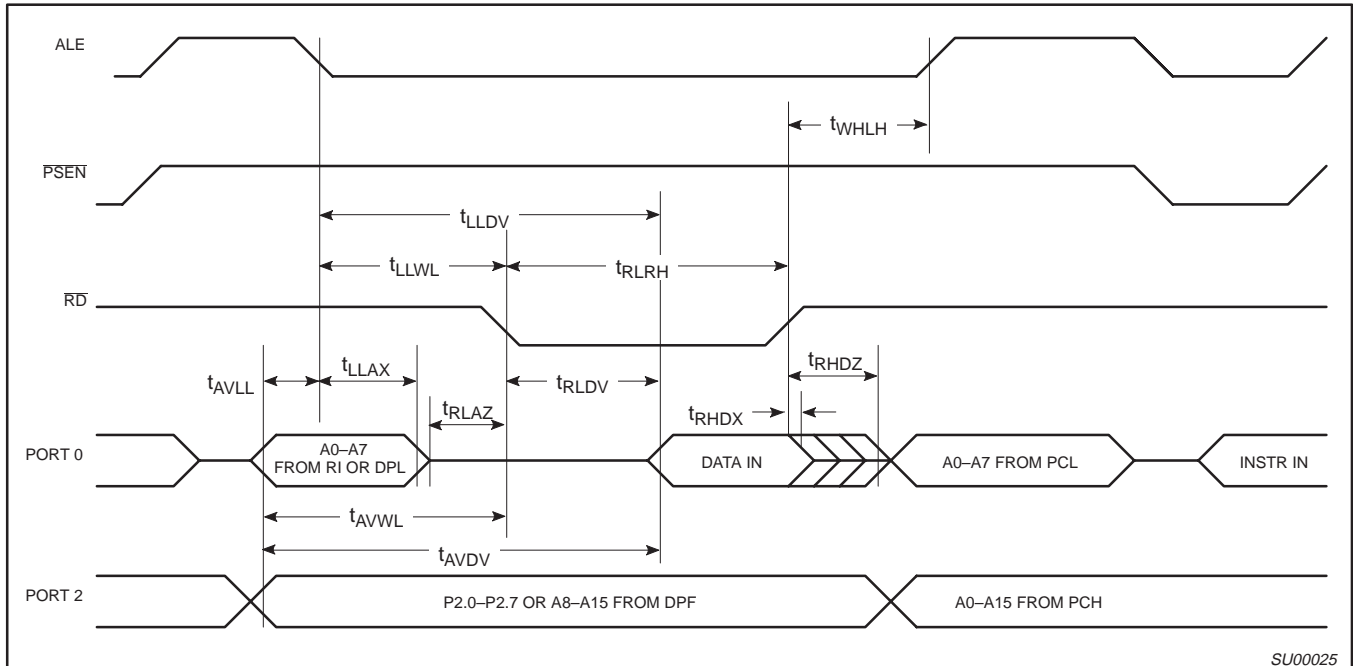 ALE
tWHLH
PSEN
tLLDV
tLLWL
tRLRH
RD
tAVLL
tLLAX
tRLAZ
tRLDV
tRHDZ
tRHDX
PORT 0
A0–A7
FROM RI OR DPL
DATA IN
A0–A7 FROM PCL
INSTR IN
tAVWL
tAVDV
PORT 2
P2.0–P2.7 OR A8–A15 FROM DPF
A0–A15 FROM PCH
SU00025